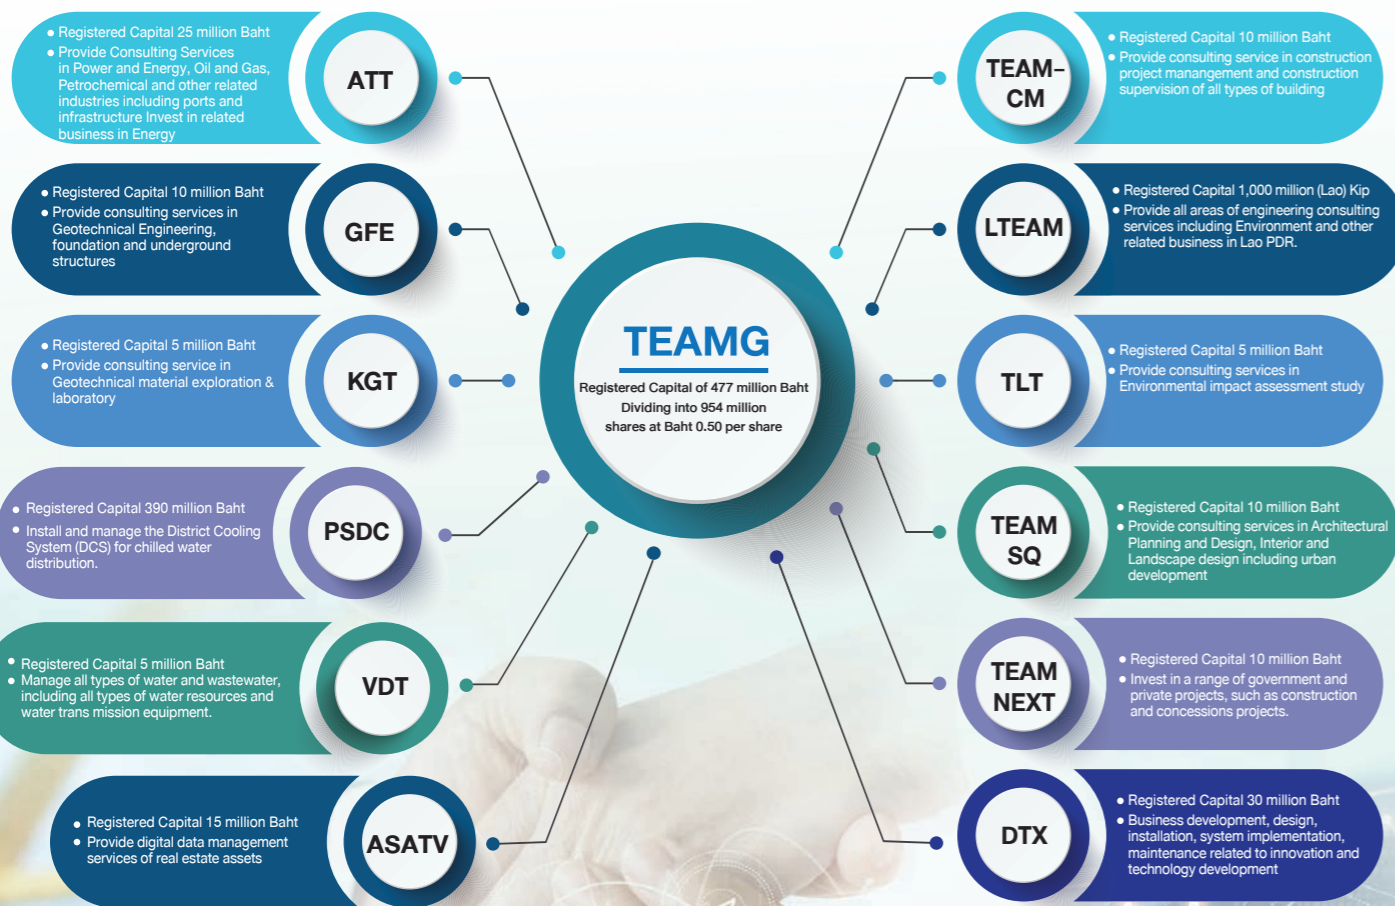 Registered Capital 25 million Baht
Provide Consulting Services
in Power and Energy, Oil and Gas,
Petrochemical and other related
industries including ports and
infrastructure Invest in related
business in Energy
ATT
Registered Capital 10 million Baht
Provide consulting services in
Geotechnical Engineering,
foundation and underground
structures
GFE
Registered Capital 5 million Baht
Provide consulting service in
Geotechnical material exploration &
laboratory
KGT
Registered Capital 390 million Baht
Install and manage the District Cooling
System (DCS) for chilled water
distribution.
PSDC
Registered Capital 5 million Baht
Manage all types of water and wastewater,
including all types of water resources and
water trans mission equipment.
VDT
Registered Capital 15 million Baht
Provide digital data management
services of real estate assets
ASATV
TEAMG
Registered Capital of 477 million Baht
Dividing into 954 million
shares at Baht 0.50 per share
TEAM-
CM
Registered Capital 10 million Baht
Provide consulting service in construction
project manangement and construction
supervision of all types of building
LTEAM
Registered Capital 1,000 million (Lao) Kip
Provide all areas of engineering consulting
services including Environment and other
related business in Lao PDR.
TLT
Registered Capital 5 million Baht
Provide consulting services in
Environmental impact assessment study
TEAM
SQ
Registered Capital 10 million Baht
Provide consulting services in Architectural
Planning and Design, Interior and
Landscape design including urban
development
TEAM
NEXT
Registered Capital 10 million Baht
Invest in a range of government and
private projects, such as construction
and concessions projects.
DTX
Registered Capital 30 million Baht
Business development, design,
installation, system implementation,
maintenance related to innovation and
technology development